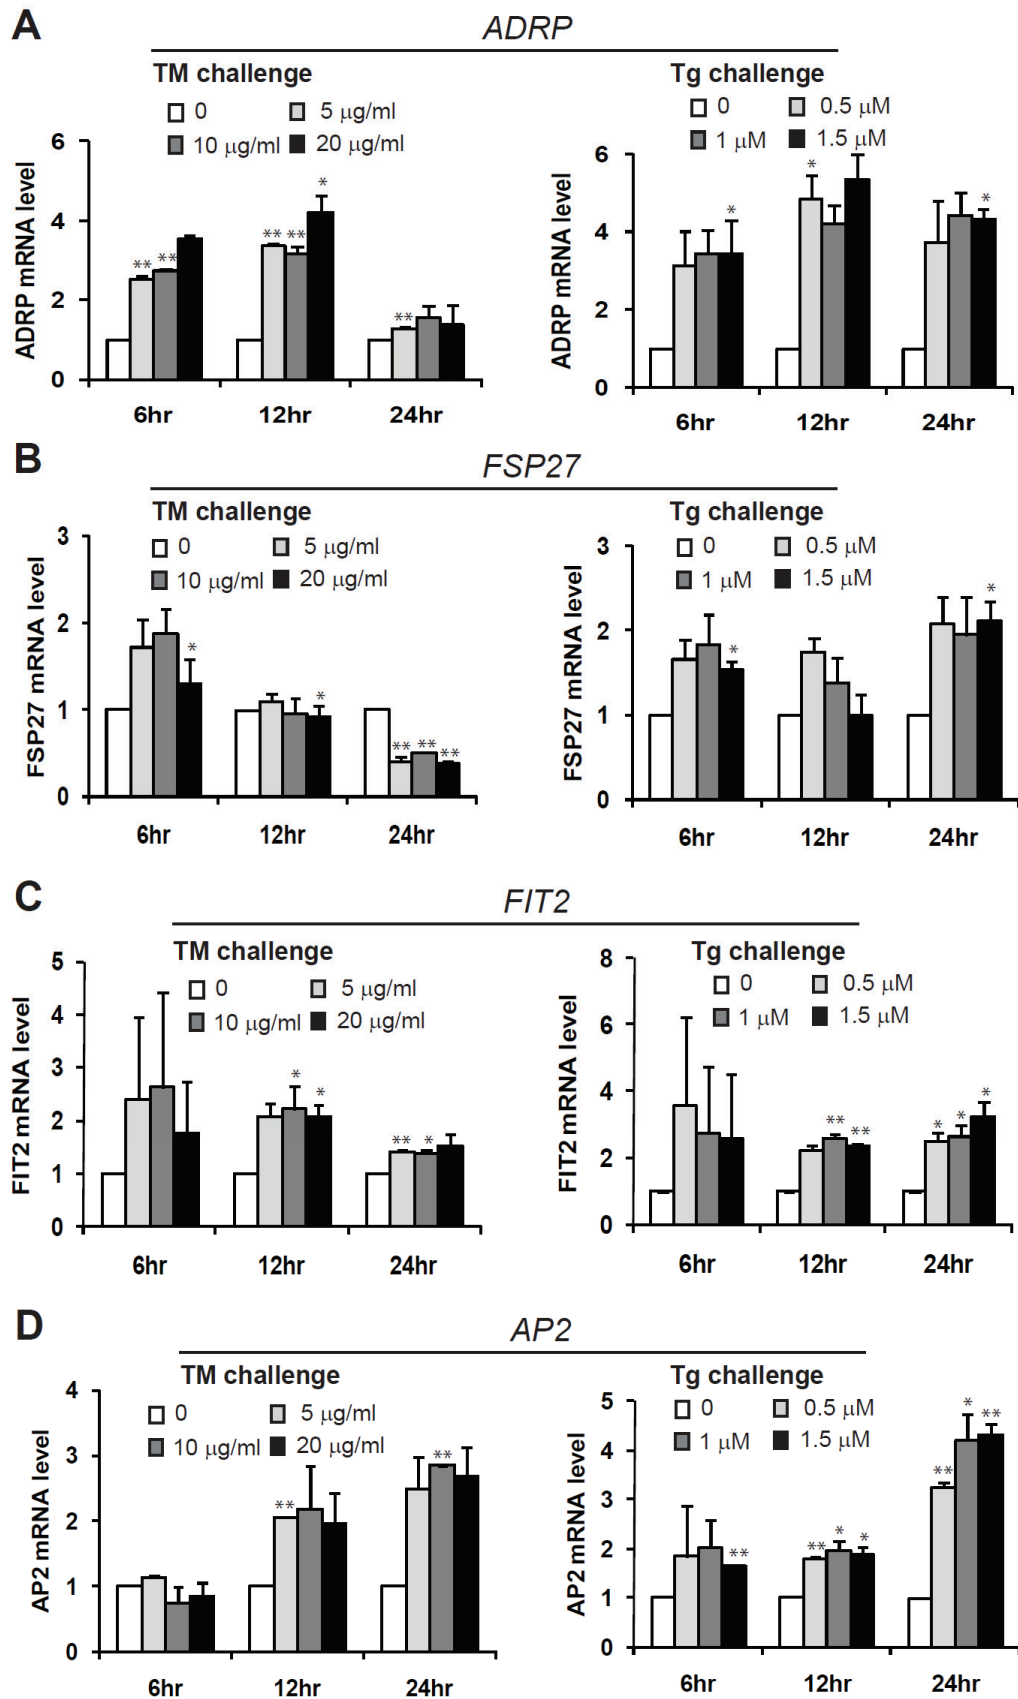 A
ADRP
TM challenge
0
5 μg/ml
10 μg/ml
20 μg/ml
ADRP mRNA level
6
4
2
0
** **
** **
*
**
6hr
12hr
24hr
Tg challenge
0
0.5 μM
1 μM
1.5 μM
ADRP mRNA level
6
4
2
0
*
*
*
6hr
12hr
24hr
B
FSP27
TM challenge
0
5 μg/ml
10 μg/ml
20 μg/ml
FSP27 mRNA level
3
2
1
0
*
*
** ** **
6hr
12hr
24hr
Tg challenge
0
0.5 μM
1 μM
1.5 μM
FSP27 mRNA level
3
2
1
0
*
*
6hr
12hr
24hr
C
FIT2
TM challenge
0
5 μg/ml
10 μg/ml
20 μg/ml
FIT2 mRNA level
5
4
3
2
1
0
* *
** *
6hr
12hr
24hr
Tg challenge
0
0.5 μM
1 μM
1.5 μM
FIT2 mRNA level
8
6
4
2
0
** **
* * *
6hr
12hr
24hr
D
AP2
TM challenge
0
5 μg/ml
10 μg/ml
20 μg/ml
AP2 mRNA level
4
3
2
1
0
**
**
6hr
12hr
24hr
Tg challenge
0
0.5 μM
1 μM
1.5 μM
AP2 mRNA level
5
4
3
2
1
0
**
** * *
** * **
6hr
12hr
24hr